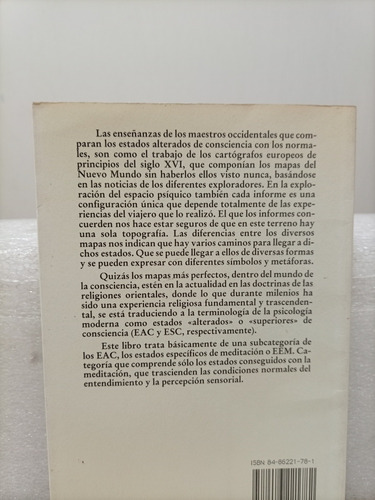 Las enseñanzas de los maestros occidentales que com-
paran los estados alterados de consciencia con los norma-
les, son como el trabajo de los cartógrafos europeos de
principios del siglo XVI, que componían los mapas del
Nuevo Mundo sin haberlos ellos visto nunca, basándose
en las noticias de los diferentes exploradores. En la explo-
ración del espacio psíquico también cada informe es una
configuración única que depende totalmente de las expe-
riencias del viajero que lo realizó. El que los informes con-
cuerden nos hace estar seguros de que en este terreno hay
una sola topografía. Las diferencias entre los diversos
mapas nos indican que hay varios caminos para llegar a di-
chos estados. Que se puede llegar a ellos de diversas formas
y se pueden expresar con diferentes símbolos y metáforas.
Quizás los mapas más perfectos, dentro del mundo de
la consciencia, estén en la actualidad en las doctrinas de las
religiones orientales, donde lo que durante milenios ha
sido una experiencia religiosa fundamental y trascenden-
tal, se está traduciendo a la terminología de la psicología
moderna como estados «alterados» o «superiores» de
consciencia (EAC y ESC, respectivamente).
Este libro trata básicamente de una subcategoría de
los EAC, los estados específicos de meditación o EEM. Ca-
tegoría que comprende sólo los estados conseguidos con la
meditación, que trascienden las condiciones normales del
entendimiento y la percepción sensorial.
ISBN 84-86221-78-1